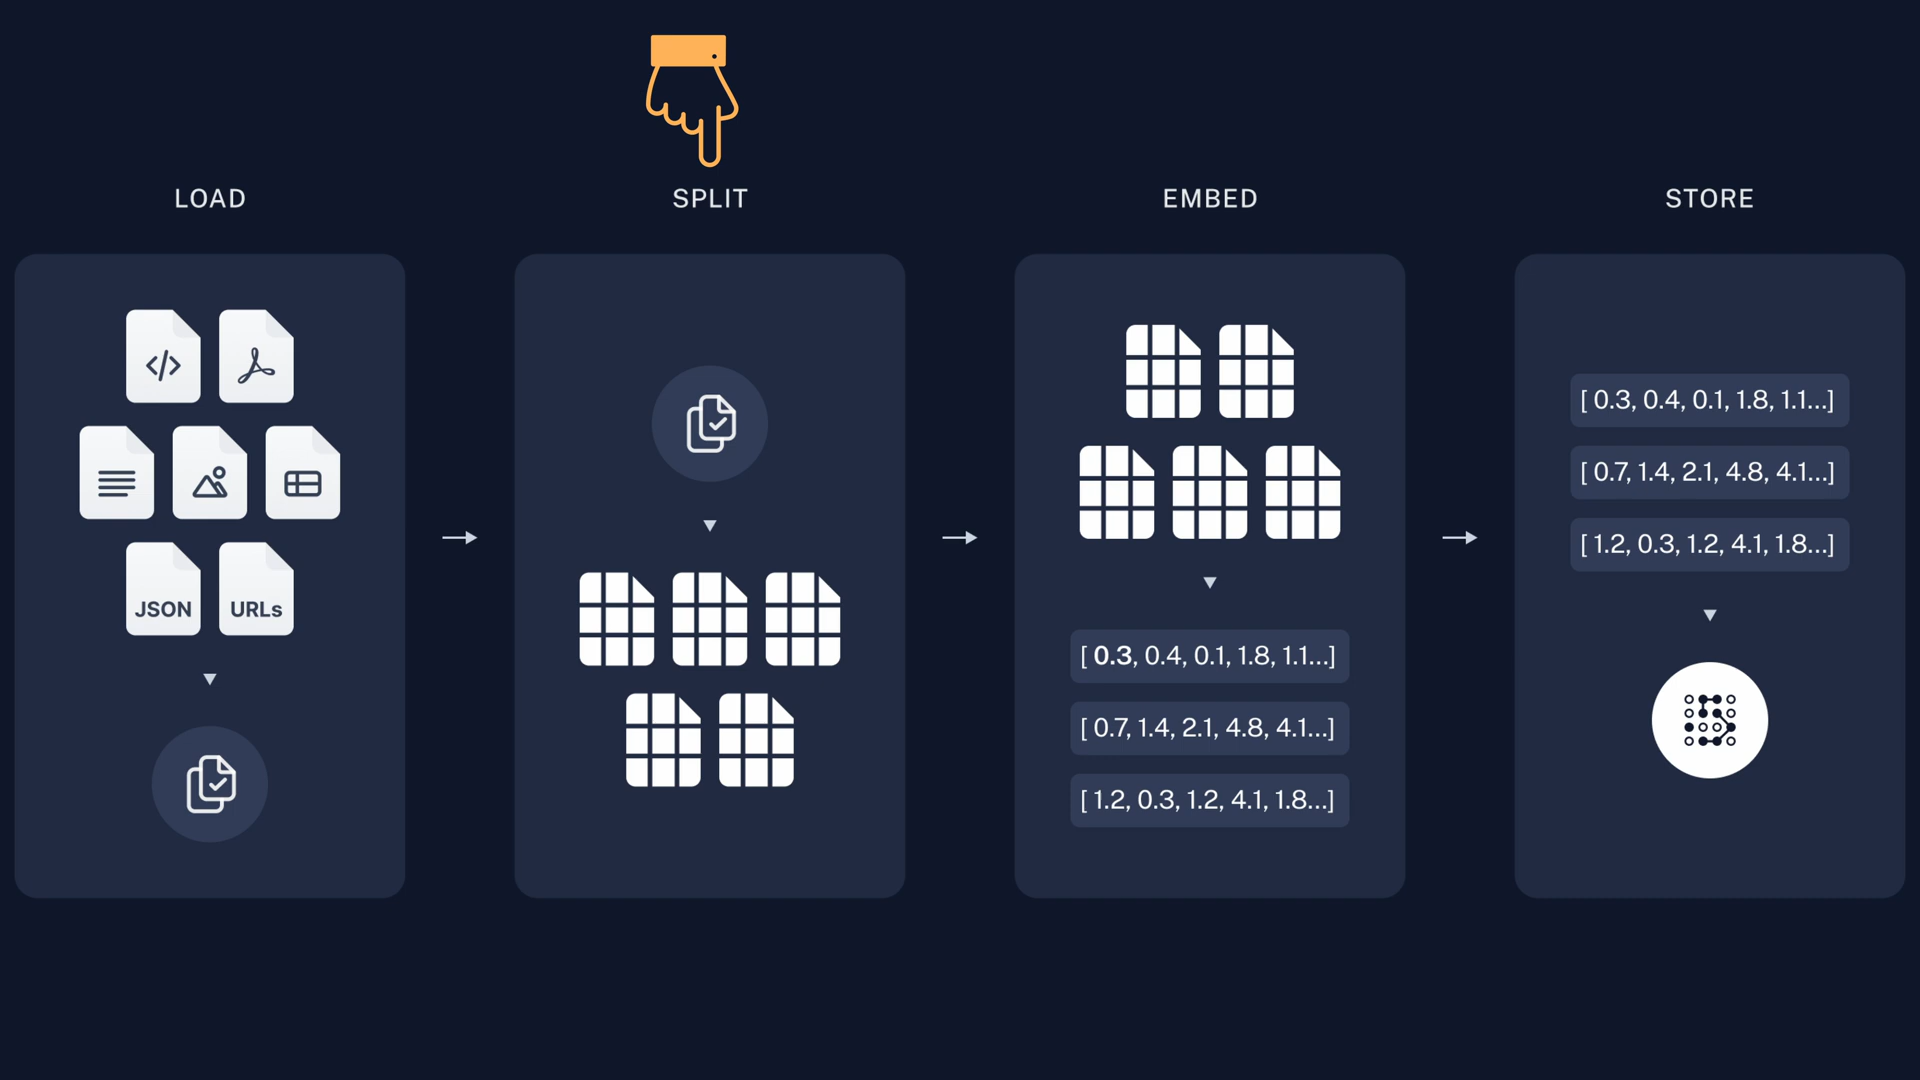 LOAD
SPLIT
EMBED
STORE
JSON
URLs
[ 0.3, 0.4, 0.1, 1.8, 1.1...]
[ 0.7, 1.4, 2.1, 4.8, 4.1...]
[ 1.2, 0.3, 1.2, 4.1, 1.8...]
[ 0.3, 0.4, 0.1, 1.8, 1.1...]
[ 0.7, 1.4, 2.1, 4.8, 4.1...]
[ 1.2, 0.3, 1.2, 4.1, 1.8...]